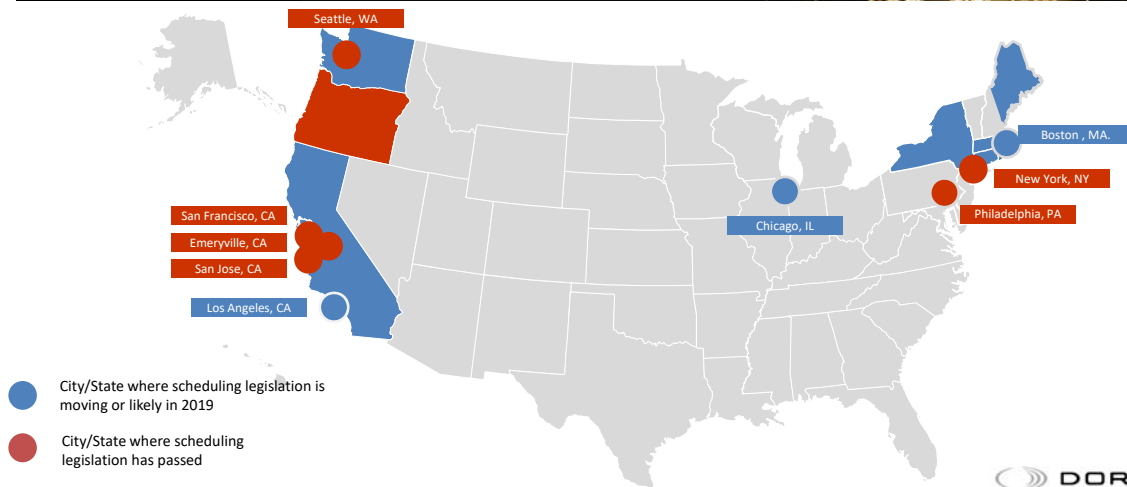 Seattle, WA
Boston , MA.
New York, NY
Philadelphia, PA
Chicago, IL
San Francisco, CA
Emeryville, CA
San Jose, CA
Los Angeles, CA
City/State where scheduling legislation is
moving or likely in 2019
City/State where scheduling
legislation has passed
DOR